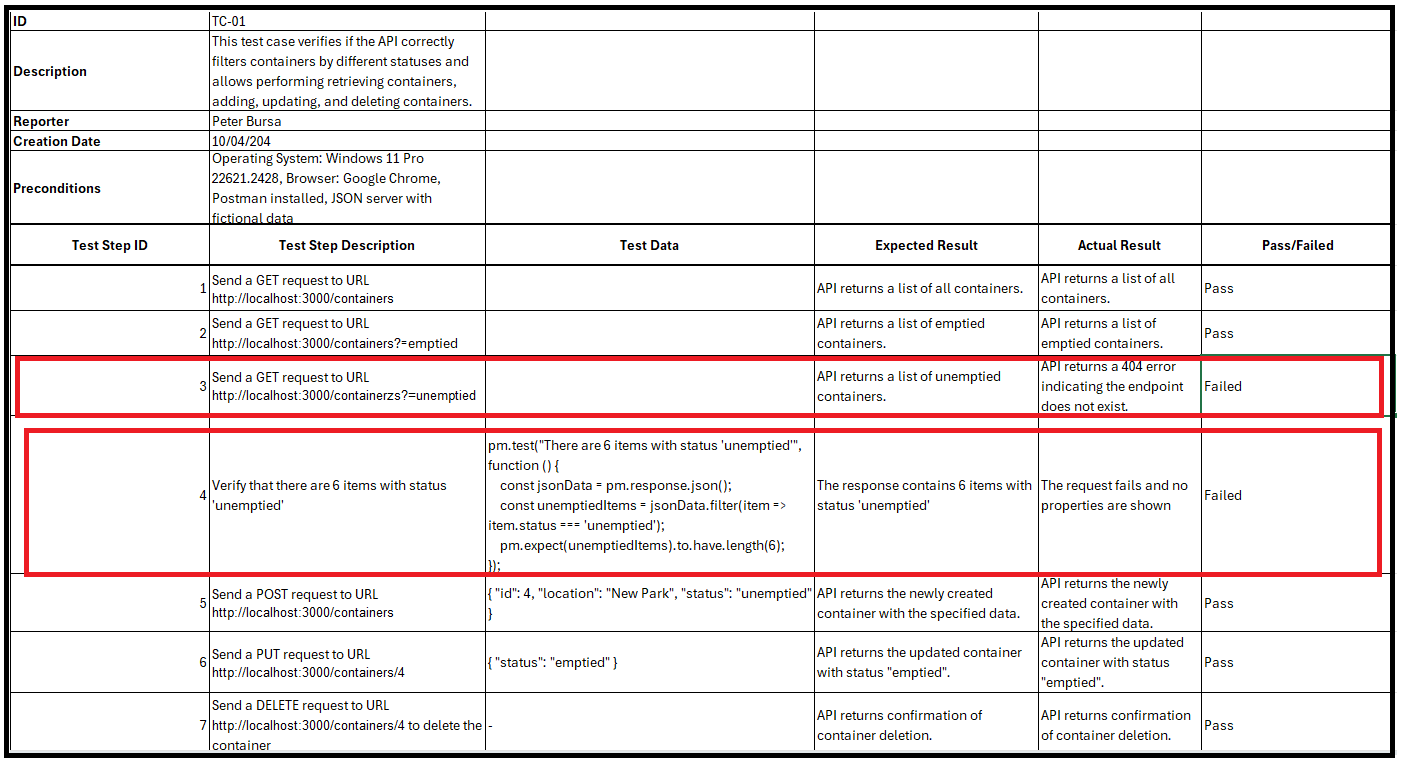 ID TC-01
Description This test case verifies if the API correctly
filters containers by different statuses and
allows performing retrieving containers,
adding, updating, and deleting containers.
Reporter Peter Bursa
Creation Date 10/04/204
Preconditions Operating System: Windows 11 Pro
22621.2428, Browser: Google Chrome,
Postman installed, JSON server with
fictional data
Test Step ID Test Step Description Test Data Expected Result Actual Result Pass/Failed
1
Send a GET request to URL
http://localhost:3000/containers
API returns a list of all containers.
API returns a list of all
containers.
Pass
2
Send a GET request to URL
http://localhost:3000/containers?=emptied
API returns a list of emptied
containers.
API returns a list of
emptied containers.
Pass
3
Send a GET request to URL
http://localhost:3000/containerzs?=unemptied
API returns a list of unemptied
containers.
API returns a 404 error
indicating the endpoint
does not exist.
Failed
4
Verify that there are 6 items with status
'unemptied'
pm.test("There are 6 items with status 'unemptied'",
function () {
const jsonData = pm.response.json();
const unemptiedItems = jsonData.filter(item =>
item.status === 'unemptied');
pm.expect(unemptiedItems).to.have.length(6);
});
The response contains 6 items with
status 'unemptied'
The request fails and no
properties are shown
Failed
5
Send a POST request to URL
http://localhost:3000/containers
{ "id": 4, "location": "New Park", "status": "unemptied"
}
API returns the newly created
container with the specified data.
API returns the newly
created container with
the specified data.
Pass
6
Send a PUT request to URL
http://localhost:3000/containers/4
{ "status": "emptied" }
API returns the updated container
with status "emptied".
API returns the updated
container with status
"emptied".
Pass
7
Send a DELETE request to URL
http://localhost:3000/containers/4 to delete the
container
-
API returns confirmation of
container deletion.
API returns confirmation
of container deletion.
Pass